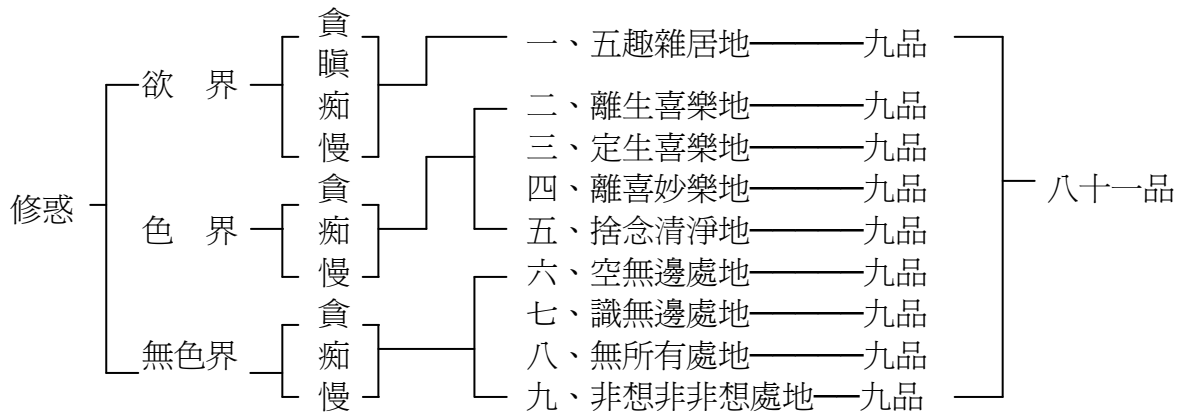 修惑
欲 界
貪
瞋
痴
慢
色 界
貪
痴
慢
無色界
貪
痴
慢
一、五趣雜居地————九品
二、離生喜樂地————九品
三、定生喜樂地————九品
四、離喜妙樂地————九品
五、捨念清淨地————九品
六、空無邊處地————九品
七、識無邊處地————九品
八、無所有處地————九品
九、非想非非想處地—九品
八十一品